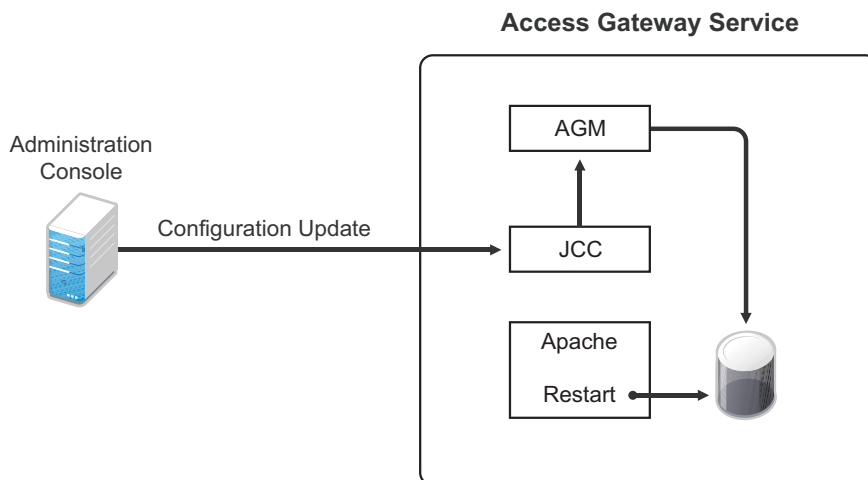 Access Gateway Service
AGM
Administration
Console
Configuration Update
JCC
Apache
Restart